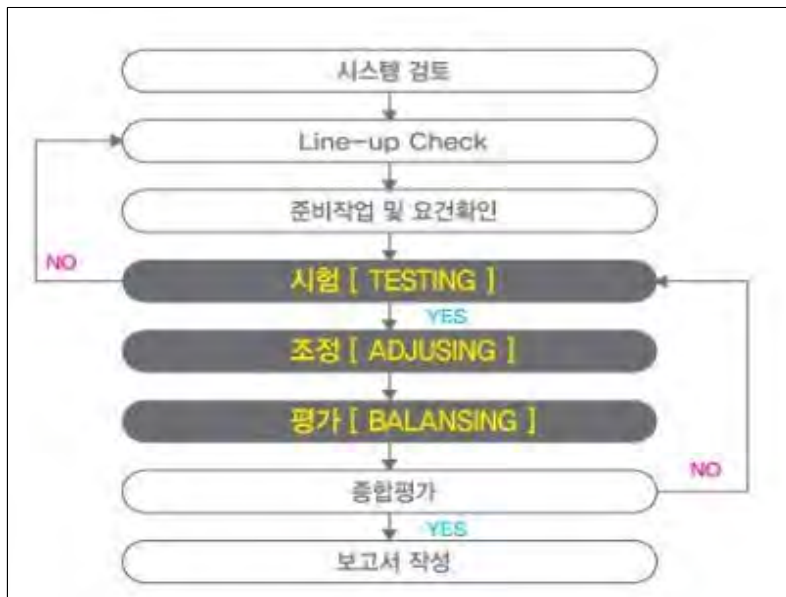 시스템 검토
Line-up Check
준비작업 및 요건확인
NO
시험 [ TESTING ]
YES
조정 [ ADJUSING ]
평가 [ BALANSING ]
NO
종합평가
YES
보고서 작성